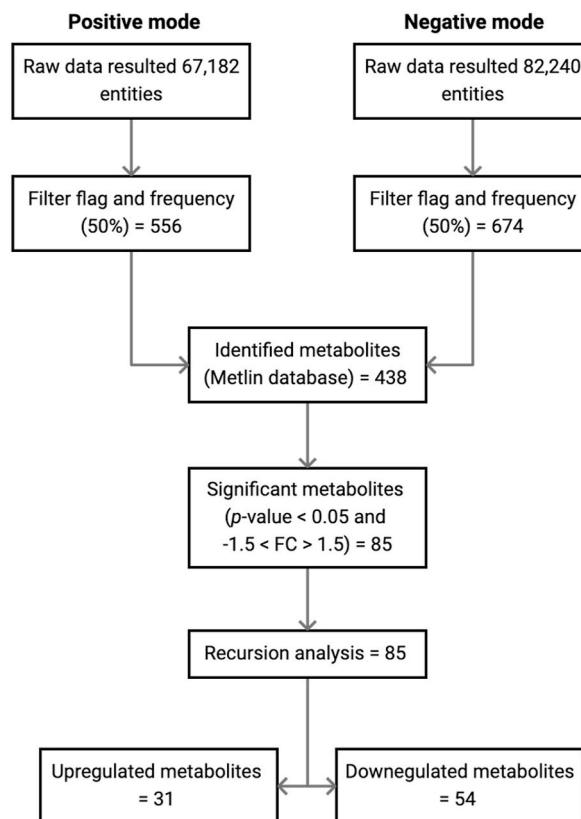 Positive mode
Negative mode
Raw data resulted 67,182
entities
Raw data resulted 82,240
entities
Filter flag and frequency
(50%) = 556
Filter flag and frequency
(50%) = 674
Identified metabolites
(Metlin database) = 438
Significant metabolites
(p-value < 0.05 and
-1.5 < FC > 1.5) = 85
Recursion analysis = 85
Upregulated metabolites
= 31
Downegulated metabolites
= 54